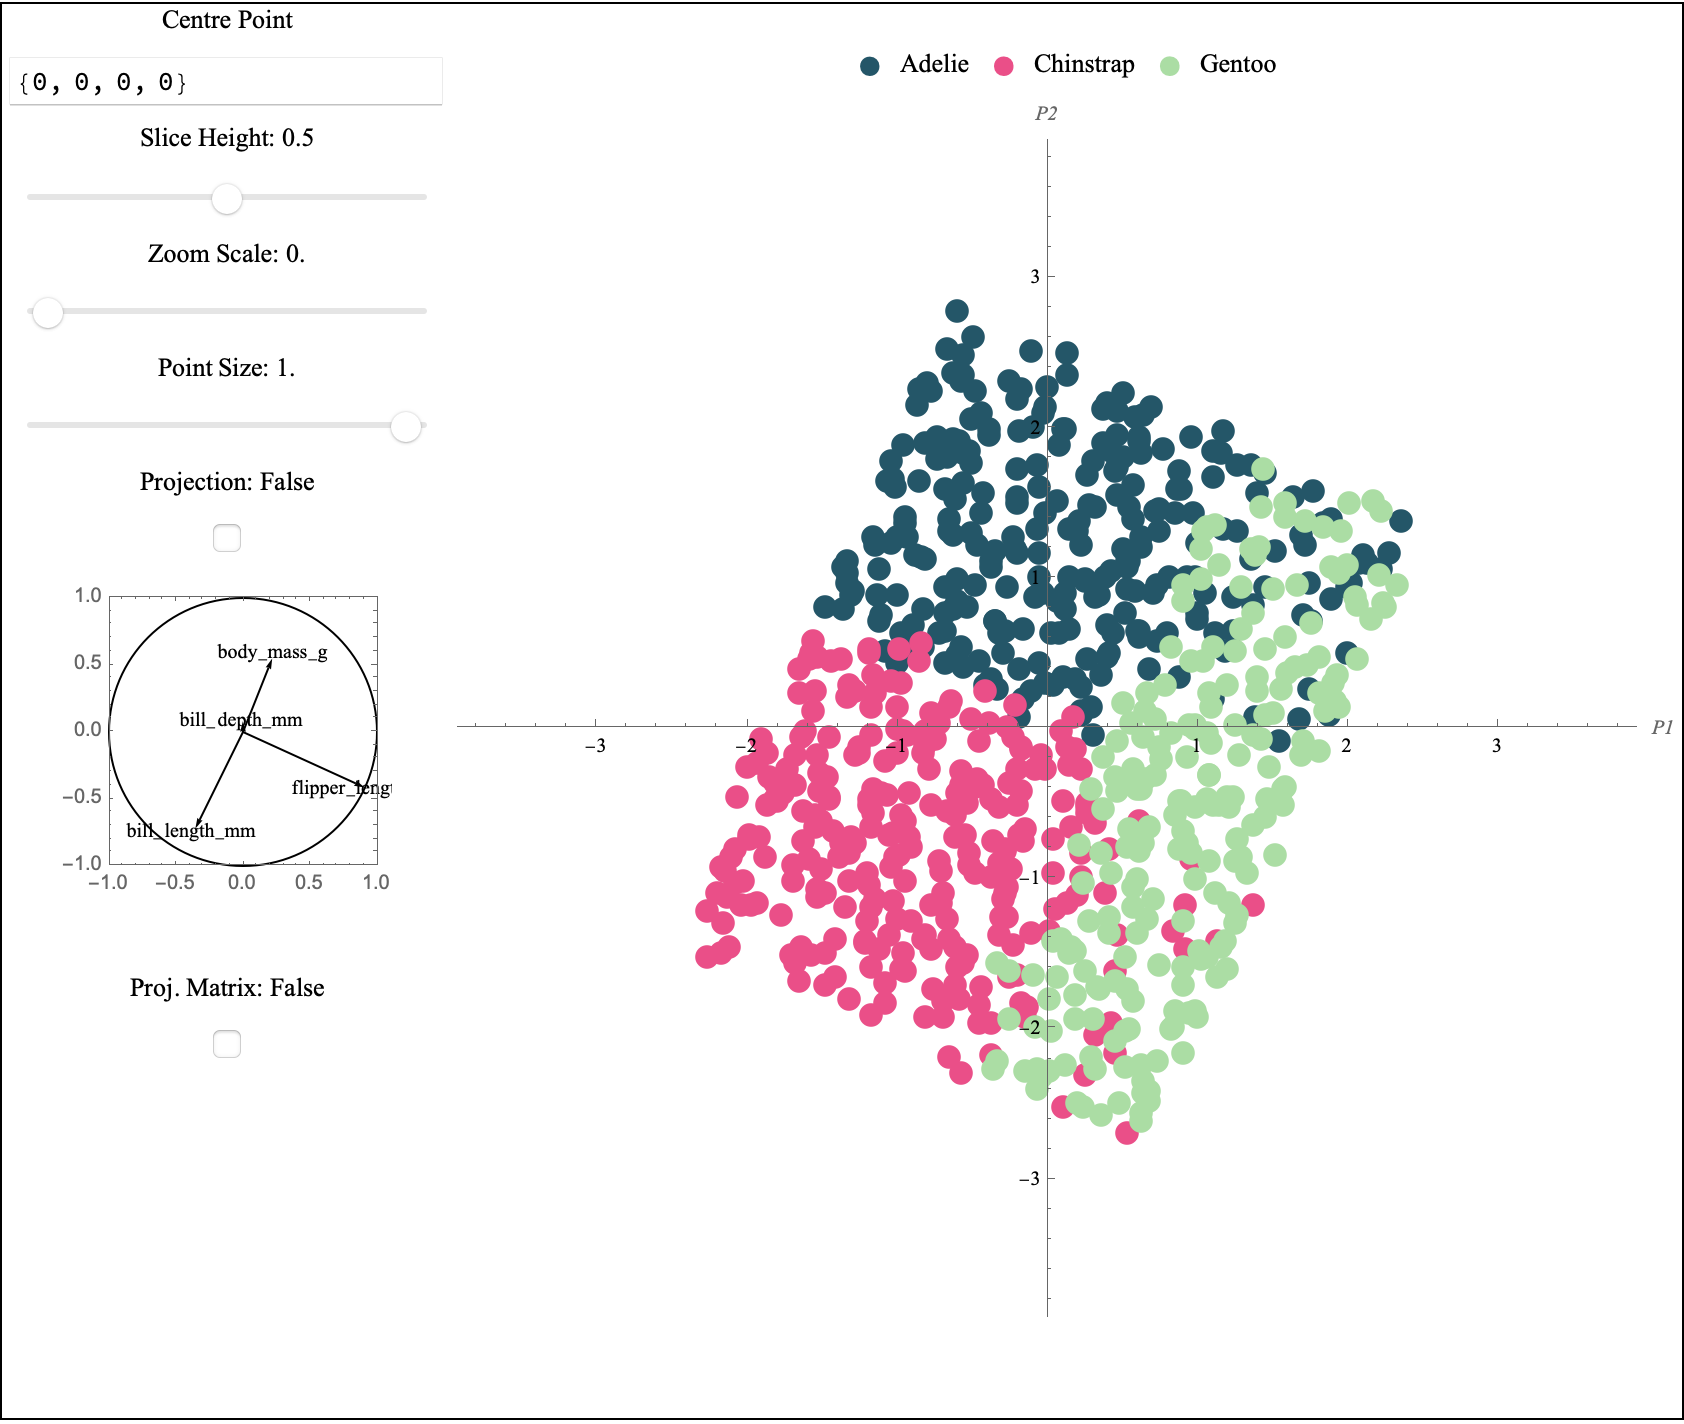 Centre Point
{0, 0, 0, 0}
Slice Height: 0.5
Zoom Scale: 0.
Point Size: 1.
Projection: False
1.0
0.5
0.0
−0.5
−1.0
−1.0 −0.5 0.0 0.5 1.0
body_mass_g
bill_depth_mm
flipper_lengt
bill_length_mm
Proj. Matrix: False
Adelie Chinstrap Gentoo
P2
3
2
1
−3 −2 −1 1 2 3 P1
−1
−2
−3